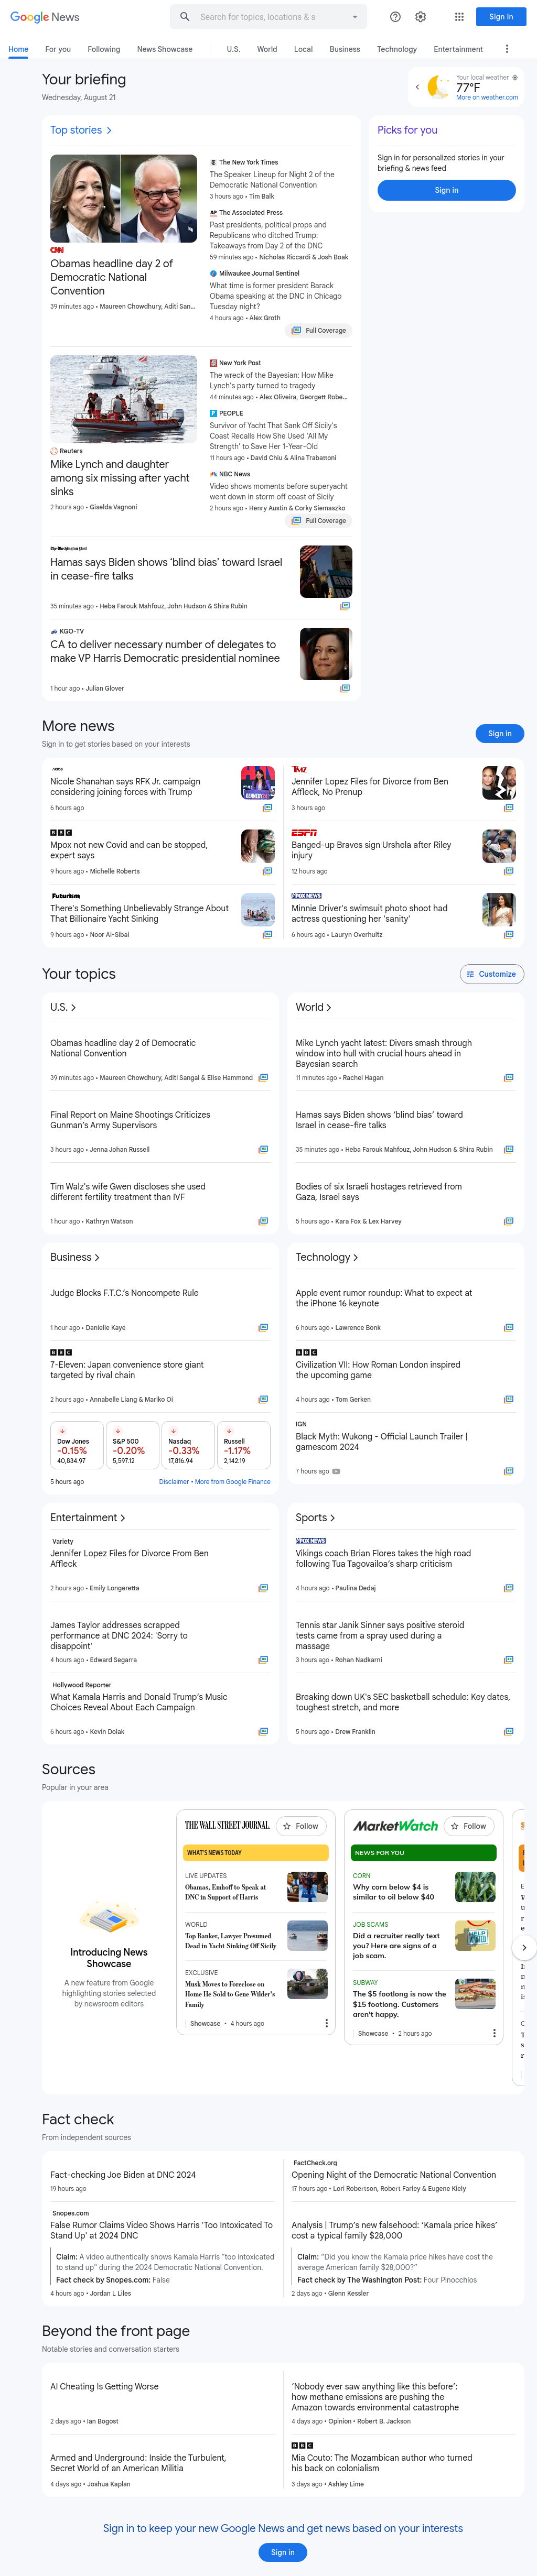 Google News
Search for topics, locations & s
Sign in
Home
For you
Following
News Showcase
U.S.
World
Local
Business
Technology
Entertainment
Your briefing
Wednesday, August 21
Your local weather
77°F
More on weather.com
Top stories
CNN
Obamas headline day 2 of
Democratic National
Convention
39 minutes ago • Maureen Chowdhury, Aditi San...
The New York Times
The Speaker Lineup for Night 2 of the
Democratic National Convention
3 hours ago • Tim Balk
AP The Associated Press
Past presidents, political props and
Republicans who ditched Trump:
Takeaways from Day 2 of the DNC
59 minutes ago • Nicholas Riccardi & Josh Boak
Milwaukee Journal Sentinel
What time is former president Barack
Obama speaking at the DNC in Chicago
Tuesday night?
4 hours ago • Alex Groth
Full Coverage
Picks for you
Sign in for personalized stories in your
briefing & news feed
Sign in
Reuters
Mike Lynch and daughter
among six missing after yacht
sinks
2 hours ago • Giselda Vagnoni
New York Post
The wreck of the Bayesian: How Mike
Lynch's party turned to tragedy
44 minutes ago • Alex Oliveira, Georgett Robe...
PEOPLE
Survivor of Yacht That Sank Off Sicily's
Coast Recalls How She Used 'All My
Strength' to Save Her 1-Year-Old
11 hours ago • David Chiu & Alina Trabattoni
NBC News
Video shows moments before superyacht
went down in storm off coast of Sicily
2 hours ago • Henry Austin & Corky Siemaszko
Full Coverage
The Washington Post
Hamas says Biden shows ‘blind bias’ toward Israel
in cease-fire talks
35 minutes ago • Heba Farouk Mahfouz, John Hudson & Shira Rubin
KGO-TV
CA to deliver necessary number of delegates to
make VP Harris Democratic presidential nominee
1 hour ago • Julian Glover
More news
Sign in to get stories based on your interests
Sign in
AXIOS
Nicole Shanahan says RFK Jr. campaign
considering joining forces with Trump
6 hours ago
TMZ
Jennifer Lopez Files for Divorce from Ben
Affleck, No Prenup
3 hours ago
BBC
Mpox not new Covid and can be stopped,
expert says
9 hours ago • Michelle Roberts
ESPN
Banged-up Braves sign Urshela after Riley
injury
12 hours ago
Futurism
There's Something Unbelievably Strange About
That Billionaire Yacht Sinking
9 hours ago • Noor Al-Sibai
FOX NEWS
Minnie Driver's swimsuit photo shoot had
actress questioning her 'sanity'
6 hours ago • Lauryn Overhultz
Your topics
Customize
U.S.
Obamas headline day 2 of Democratic
National Convention
39 minutes ago • Maureen Chowdhury, Aditi Sangal & Elise Hammond
Final Report on Maine Shootings Criticizes
Gunman’s Army Supervisors
3 hours ago • Jenna Johan Russell
Tim Walz's wife Gwen discloses she used
different fertility treatment than IVF
1 hour ago • Kathryn Watson
World
Mike Lynch yacht latest: Divers smash through
window into hull with crucial hours ahead in
Bayesian search
11 minutes ago • Rachel Hagan
Hamas says Biden shows ‘blind bias’ toward
Israel in cease-fire talks
35 minutes ago • Heba Farouk Mahfouz, John Hudson & Shira Rubin
Bodies of six Israeli hostages retrieved from
Gaza, Israel says
5 hours ago • Kara Fox & Lex Harvey
Business
Judge Blocks F.T.C.’s Noncompete Rule
1 hour ago • Danielle Kaye
BBC
7-Eleven: Japan convenience store giant
targeted by rival chain
2 hours ago • Annabelle Liang & Mariko Oi
Dow Jones
-0.15%
40,834.97
S&P 500
-0.20%
5,597.12
Nasdaq
-0.33%
17,816.94
Russell
-1.17%
2,142.19
5 hours ago
Disclaimer • More from Google Finance
Technology
Apple event rumor roundup: What to expect at
the iPhone 16 keynote
6 hours ago • Lawrence Bonk
BBC
Civilization VII: How Roman London inspired
the upcoming game
4 hours ago • Tom Gerken
IGN
Black Myth: Wukong - Official Launch Trailer |
gamescom 2024
7 hours ago
Entertainment
Variety
Jennifer Lopez Files for Divorce From Ben
Affleck
2 hours ago • Emily Longeretta
James Taylor addresses scrapped
performance at DNC 2024: 'Sorry to
disappoint'
4 hours ago • Edward Segarra
Hollywood Reporter
What Kamala Harris and Donald Trump’s Music
Choices Reveal About Each Campaign
6 hours ago • Kevin Dolak
Sports
FOX NEWS
Vikings coach Brian Flores takes the high road
following Tua Tagovailoa’s sharp criticism
4 hours ago • Paulina Dedaj
Tennis star Janik Sinner says positive steroid
tests came from a spray used during a
massage
3 hours ago • Rohan Nadkarni
Breaking down UK's SEC basketball schedule: Key dates,
toughest stretch, and more
5 hours ago • Drew Franklin
Sources
Popular in your area
Introducing News
Showcase
A new feature from Google
highlighting stories selected
by newsroom editors
THE WALL STREET JOURNAL.
Follow
WHAT'S NEWS TODAY
LIVE UPDATES
Obamas, Emhoff to Speak at
DNC in Support of Harris
WORLD
Top Banker, Lawyer Presumed
Dead in Yacht Sinking Off Sicily
EXCLUSIVE
Musk Moves to Foreclose on
Home He Sold to Gene Wilder's
Family
Showcase • 4 hours ago
MarketWatch
Follow
NEWS FOR YOU
CORN
Why corn below $4 is
similar to oil below $40
JOB SCAMS
Did a recruiter really text
you? Here are signs of a
job scam.
SUBWAY
The $5 footlong is now the
$15 footlong. Customers
aren't happy.
Showcase • 2 hours ago
Fact check
From independent sources
Fact-checking Joe Biden at DNC 2024
19 hours ago
FactCheck.org
Opening Night of the Democratic National Convention
17 hours ago • Lori Robertson, Robert Farley & Eugene Kiely
Snopes.com
False Rumor Claims Video Shows Harris 'Too Intoxicated To
Stand Up' at 2024 DNC
Claim: A video authentically shows Kamala Harris "too intoxicated
to stand up" during the 2024 Democratic National Convention.
Fact check by Snopes.com: False
4 hours ago • Jordan L Liles
Analysis | Trump’s new falsehood: ‘Kamala price hikes’
cost a typical family $28,000
Claim: “Did you know the Kamala price hikes have cost the
average American family $28,000?”
Fact check by The Washington Post: Four Pinocchios
2 days ago • Glenn Kessler
Beyond the front page
Notable stories and conversation starters
AI Cheating Is Getting Worse
2 days ago • Ian Bogost
‘Nobody ever saw anything like this before’:
how methane emissions are pushing the
Amazon towards environmental catastrophe
4 days ago • Opinion • Robert B. Jackson
Armed and Underground: Inside the Turbulent,
Secret World of an American Militia
4 days ago • Joshua Kaplan
BBC
Mia Couto: The Mozambican author who turned
his back on colonialism
3 days ago • Ashley Lime
Sign in to keep your new Google News and get news based on your interests
Sign in